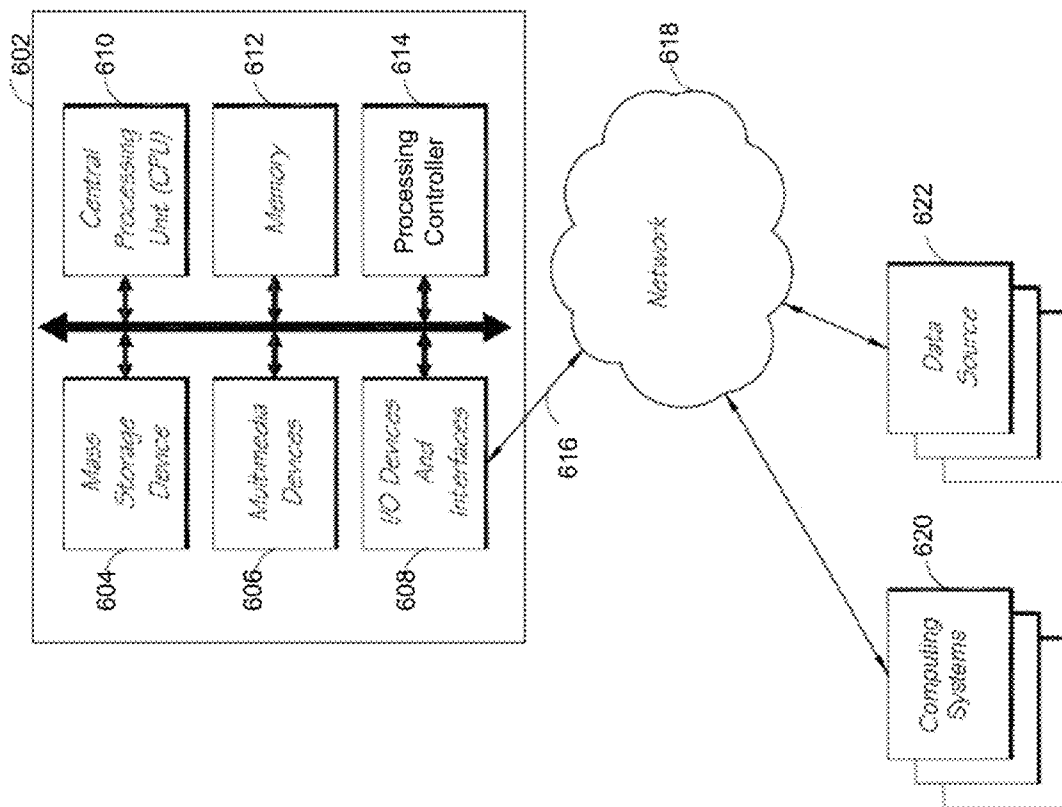 602
610
Central
Processing
Unit (CPU)
612
Memory
614
Processing
Controller
Mass
Storage
Device
604
Multimedia
Devices
606
I/O Devices
And
Interfaces
608
616
618
Network
622
Data
Source
620
Computing
Systems